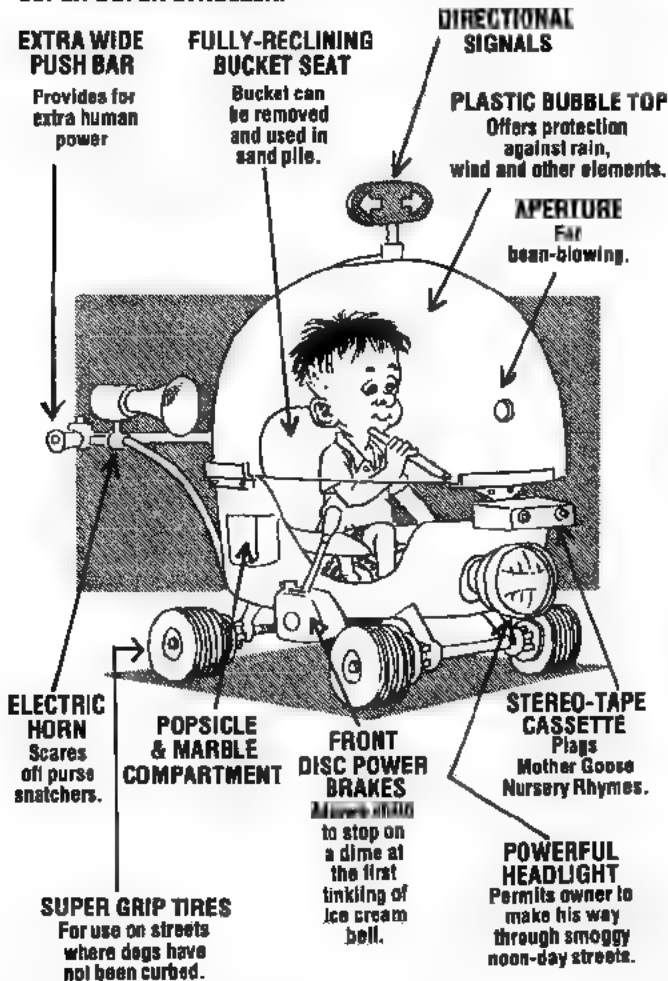 EXTRA WIDE
PUSH BAR
Provides for
extra human
power
FULLY-RECLINING
BUCKET SEAT
Bucket can
be removed
and used in
sand pile.
DIRECTIONAL
SIGNALS
PLASTIC BUBBLE TOP
Offers protection
against rain,
wind and other elements.
APERTURE
For
bean-blowing.
ELECTRIC
HORN
Scares
off purse
snatchers.
POPSICLE
& MARBLE
COMPARTMENT
FRONT
DISC POWER
BRAKES
to stop on
a dime at
the first
tinkling of
ice cream
bell.
STEREO-TAPE
CASSETTE
Plays
Mother Goose
Nursery Rhymes.
SUPER GRIP TIRES
For use on streets
where dogs have
not been curbed.
POWERFUL
HEADLIGHT
Permits owner to
make his way
through smoggy
noon-day streets.